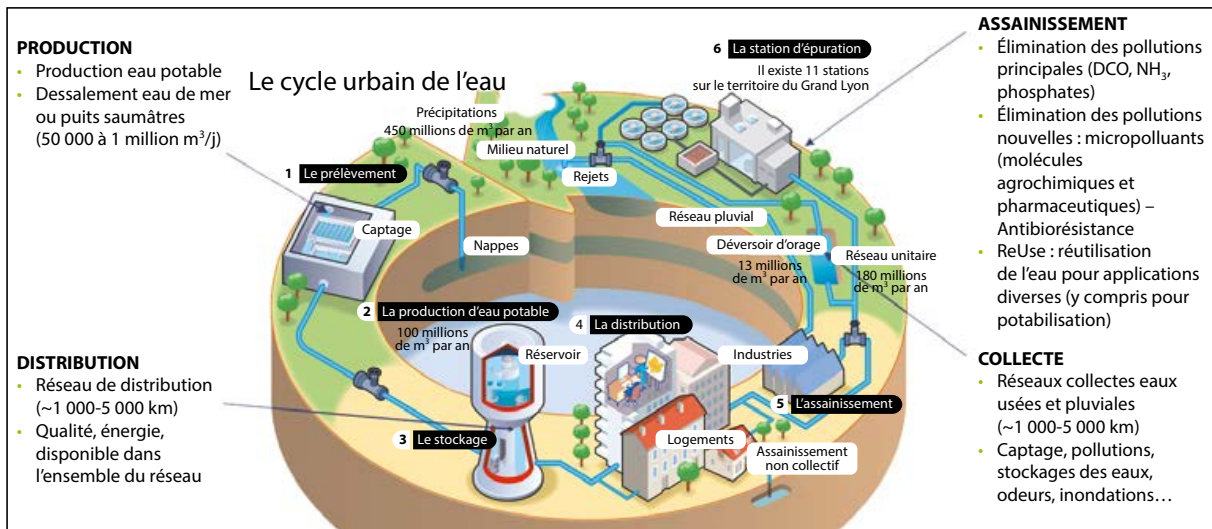 PRODUCTION
• Production eau potable
• Dessalement eau de mer
ou puits saumâtres
(50 000 à 1 million m³/j)
DISTRIBUTION
• Réseau de distribution
(~1 000-5 000 km)
• Qualité, énergie,
disponible dans
l’ensemble du réseau
Le cycle urbain de l’eau
Précipitations
450 millions de m³ par an
Milieu naturel
Rejets
6 La station d’épuration
Il existe 11 stations
sur le territoire du Grand Lyon
1 Le prélèvement
Captage
Nappes
Réseau pluvial
Déversoir d’orage
13 millions
de m³ par an
Réseau unitaire
180 millions
de m³ par an
2 La production d’eau potable
100 millions
de m³ par an
Réservoir
4 La distribution
Industries
5 L’assainissement
3 Le stockage
Logements
Assainissement
non collectif
ASSAINISSEMENT
• Élimination des pollutions
principales (DCO, NH₃,
phosphates)
• Élimination des pollutions
nouvelles : micropolluants
(molécules
agrochimiques et
pharmaceutiques) –
Antibiorésistance
• ReUse : réutilisation
de l’eau pour applications
diverses (y compris pour
potabilisation)
COLLECTE
• Réseaux collectes eaux
usées et pluviales
(~1 000-5 000 km)
• Captage, pollutions,
stockages des eaux,
odeurs, inondations…